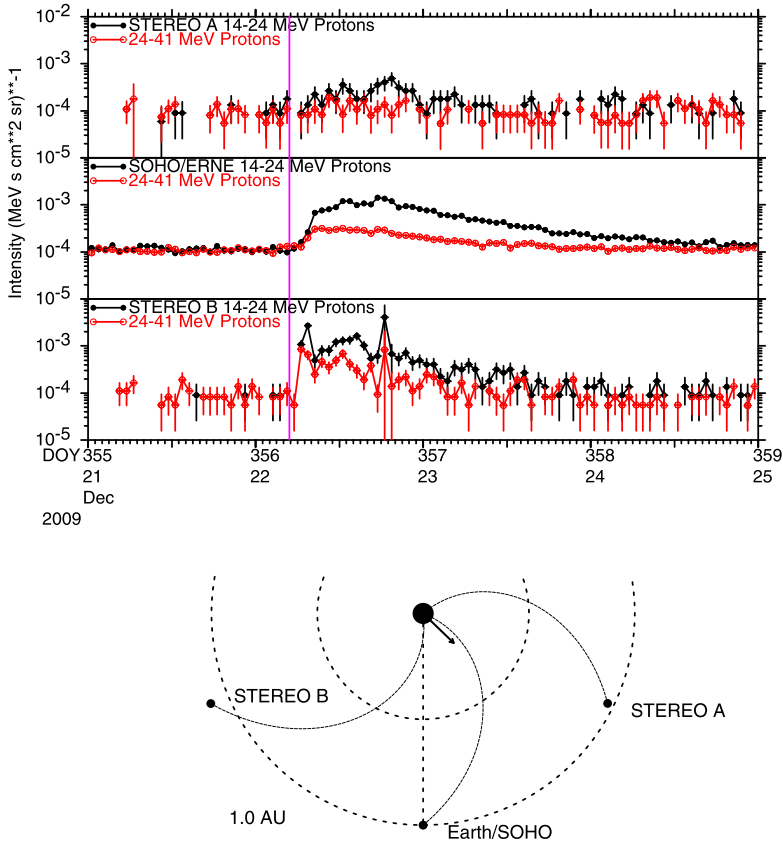 10-2
STEREO A 14-24 MeV Protons
24-41 MeV Protons
10-4
10-5
SOHO/ERNE 14-24 MeV Protons
24-41 MeV Protons
10-3
10-4
10-5
STEREO B 14-24 MeV Protons
24-41 MeV Protons
10-3
10-4
10-5
Intensity (MeV s cm**2 sr)**-1
DOY 355 356 357 358 359
21 22 23 24 25
Dec
2009
STEREO B
STEREO A
1.0 AU
Earth/SOHO